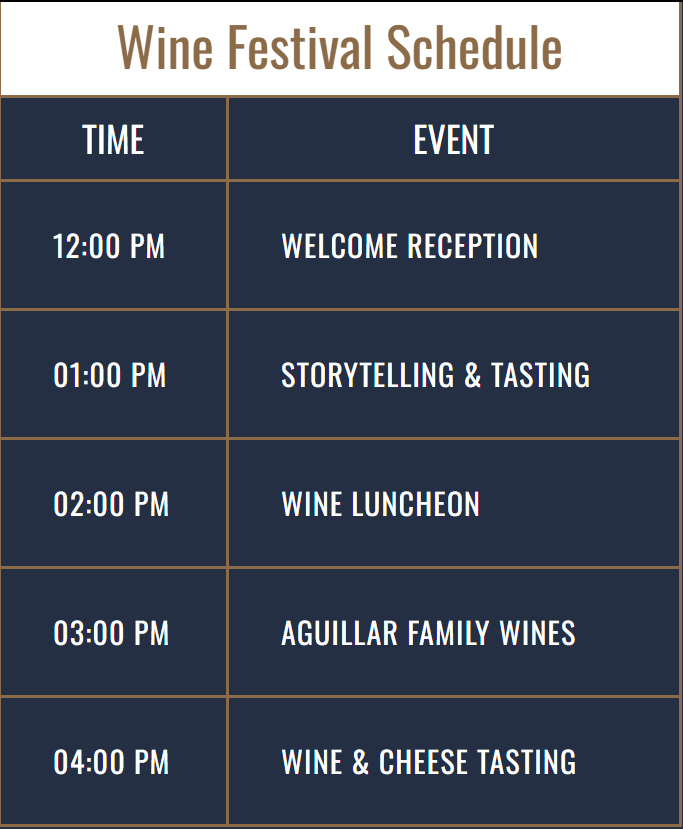 Wine Festival Schedule
TIME EVENT
12:00 PM WELCOME RECEPTION
01:00 PM STORYTELLING & TASTING
02:00 PM WINE LUNCHEON
03:00 PM AGUILLAR FAMILY WINES
04:00 PM WINE & CHEESE TASTING